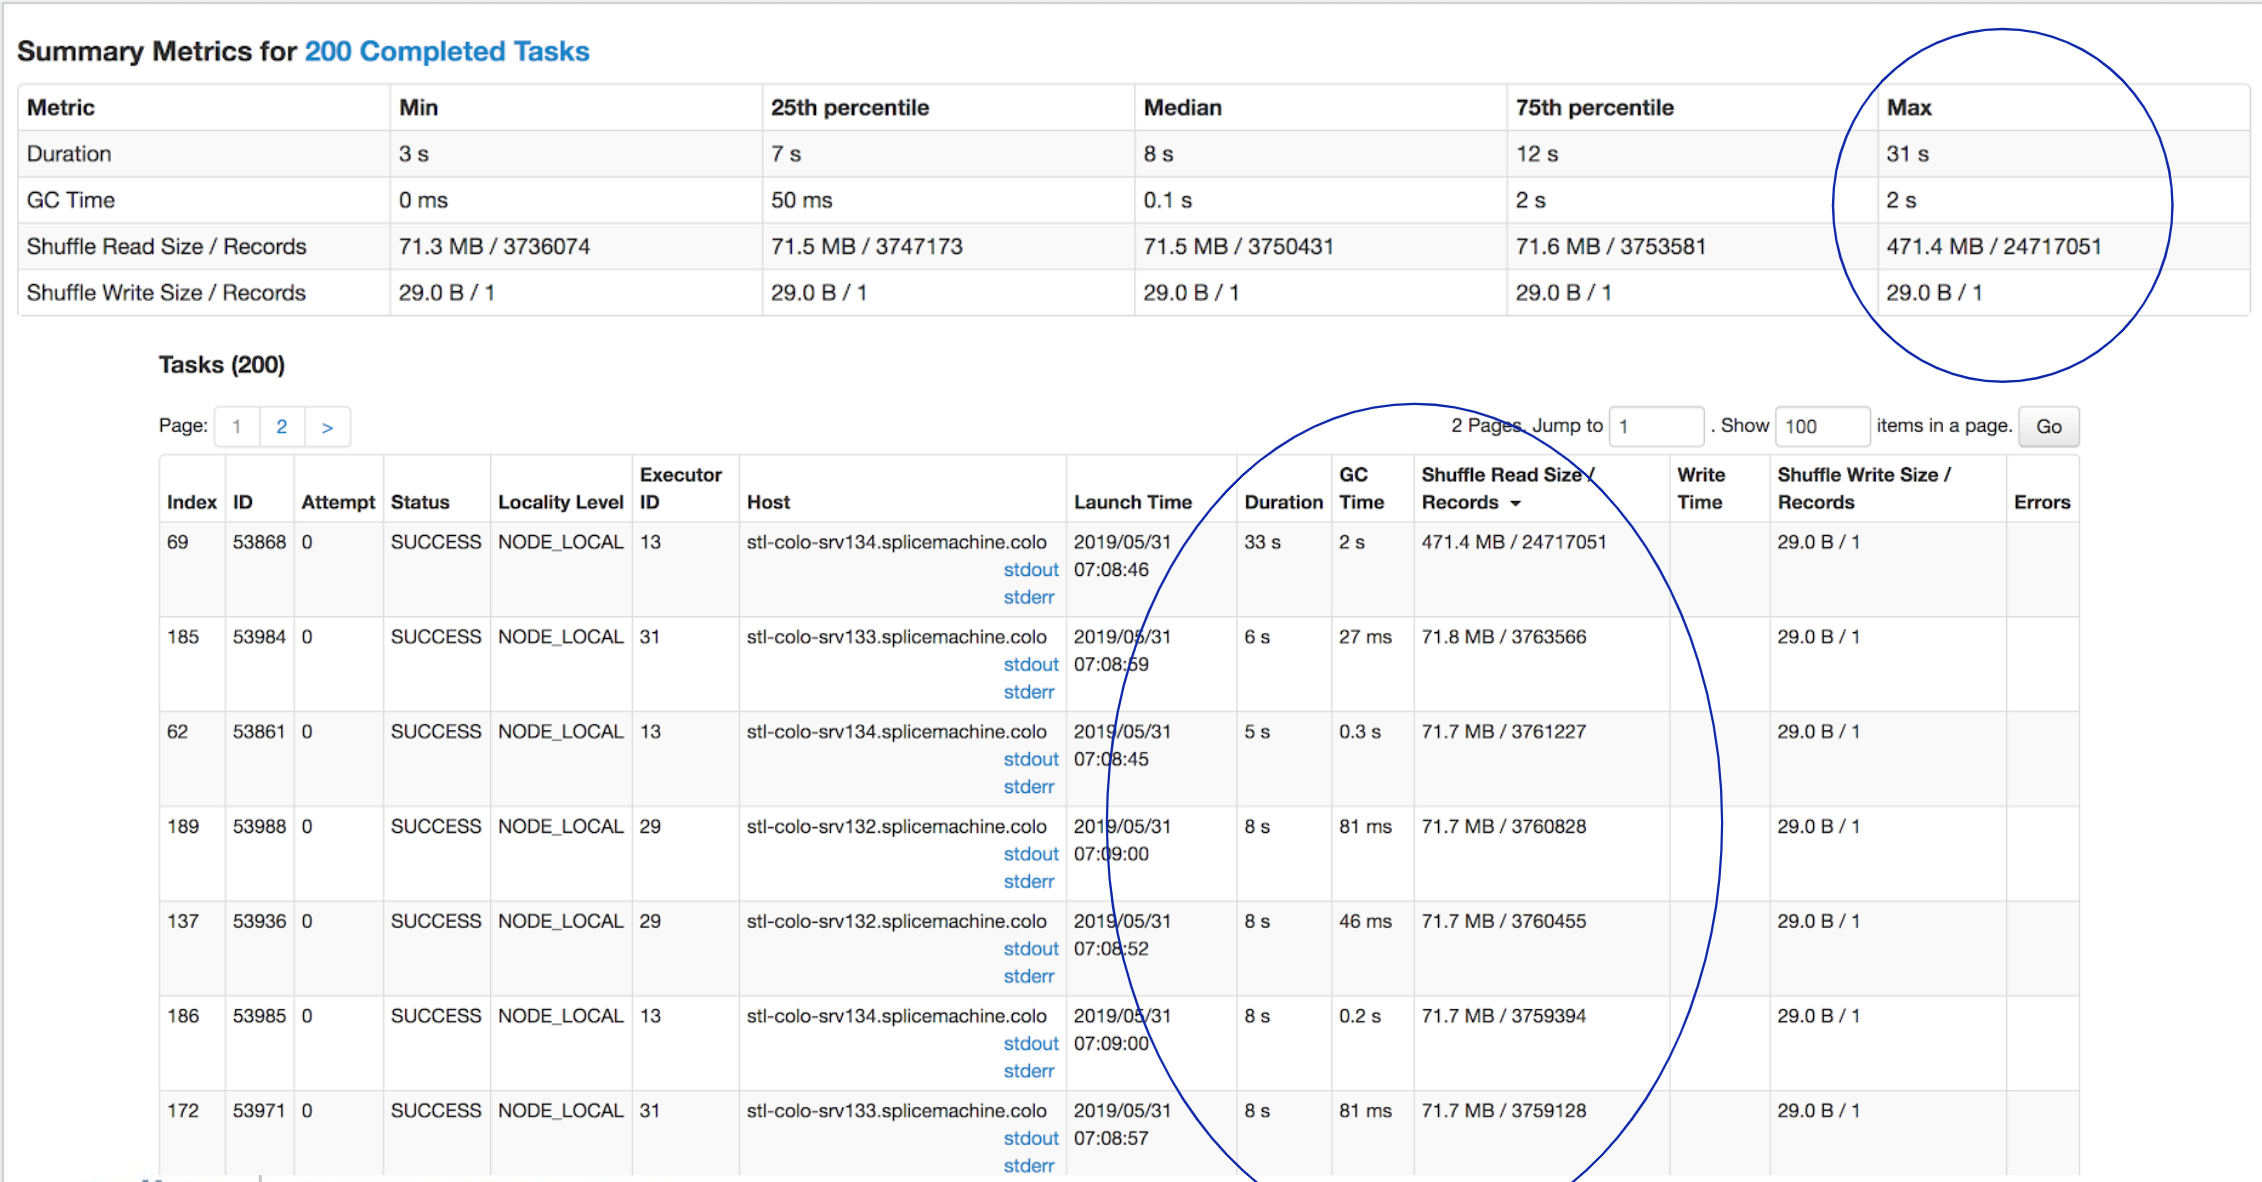 Summary Metrics for 200 Completed Tasks
Metric Min 25th percentile Median 75th percentile Max
Duration 3 s 7 s 8 s 12 s 31 s
GC Time 0 ms 50 ms 0.1 s 2 s 2 s
Shuffle Read Size / Records 71.3 MB / 3736074 71.5 MB / 3747173 71.5 MB / 3750431 71.6 MB / 3753581 471.4 MB / 24717051
Shuffle Write Size / Records 29.0 B / 1 29.0 B / 1 29.0 B / 1 29.0 B / 1 29.0 B / 1
Tasks (200)
Page: 1 2 > 2 Pages. Jump to 1 . Show 100 items in a page. Go
Executor GC Shuffle Read Size / Write Shuffle Write Size /
Index ID Attempt Status Locality Level ID Host Launch Time Duration Time Records Time Records Errors
69 53868 0 SUCCESS NODE_LOCAL 13 stl-colo-srv134.splicemachine.colo 2019/05/31 33 s 2 s 471.4 MB / 24717051 29.0 B / 1
stdout 07:08:46
stderr
185 53984 0 SUCCESS NODE_LOCAL 31 stl-colo-srv133.splicemachine.colo 2019/05/31 6 s 27 ms 71.8 MB / 3763566 29.0 B / 1
stdout 07:08:59
stderr
62 53861 0 SUCCESS NODE_LOCAL 13 stl-colo-srv134.splicemachine.colo 2019/05/31 5 s 0.3 s 71.7 MB / 3761227 29.0 B / 1
stdout 07:08:45
stderr
189 53988 0 SUCCESS NODE_LOCAL 29 stl-colo-srv132.splicemachine.colo 2019/05/31 8 s 81 ms 71.7 MB / 3760828 29.0 B / 1
stdout 07:09:00
stderr
137 53936 0 SUCCESS NODE_LOCAL 29 stl-colo-srv132.splicemachine.colo 2019/05/31 8 s 46 ms 71.7 MB / 3760455 29.0 B / 1
stdout 07:08:52
stderr
186 53985 0 SUCCESS NODE_LOCAL 13 stl-colo-srv134.splicemachine.colo 2019/05/31 8 s 0.2 s 71.7 MB / 3759394 29.0 B / 1
stdout 07:09:00
stderr
172 53971 0 SUCCESS NODE_LOCAL 31 stl-colo-srv133.splicemachine.colo 2019/05/31 8 s 81 ms 71.7 MB / 3759128 29.0 B / 1
stdout 07:08:57
stderr